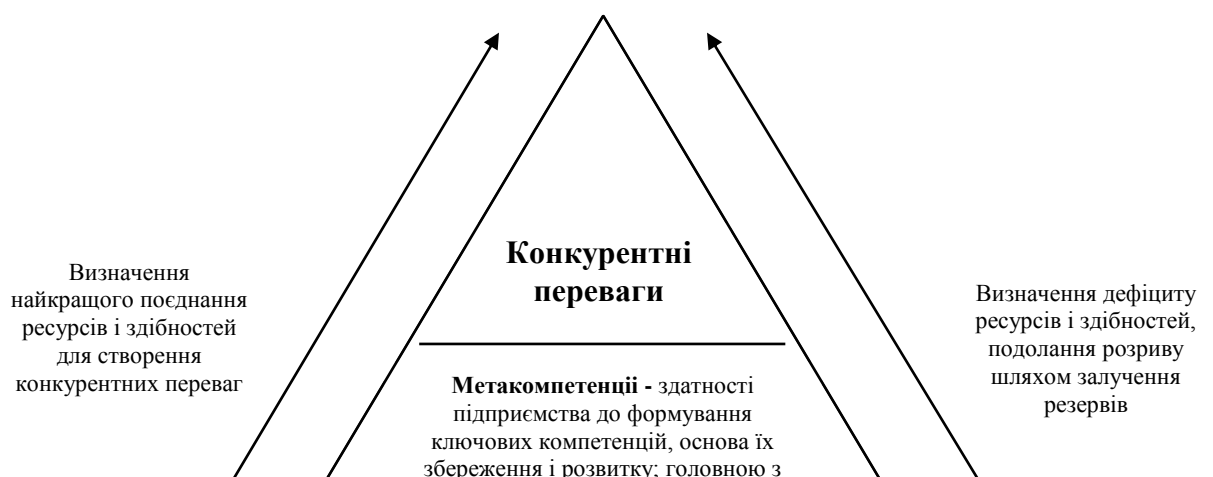 Конкурентні
переваги
Визначення
найкращого поєднання
ресурсів і здібностей
для створення
конкурентних переваг
Визначення дефіциту
ресурсів і здібностей,
подолання розриву
шляхом залучення
резервів
Метакомпетенціі - здатності
підприємства до формування
ключових компетенцій, основа їх
збереження і розвитку; головною з